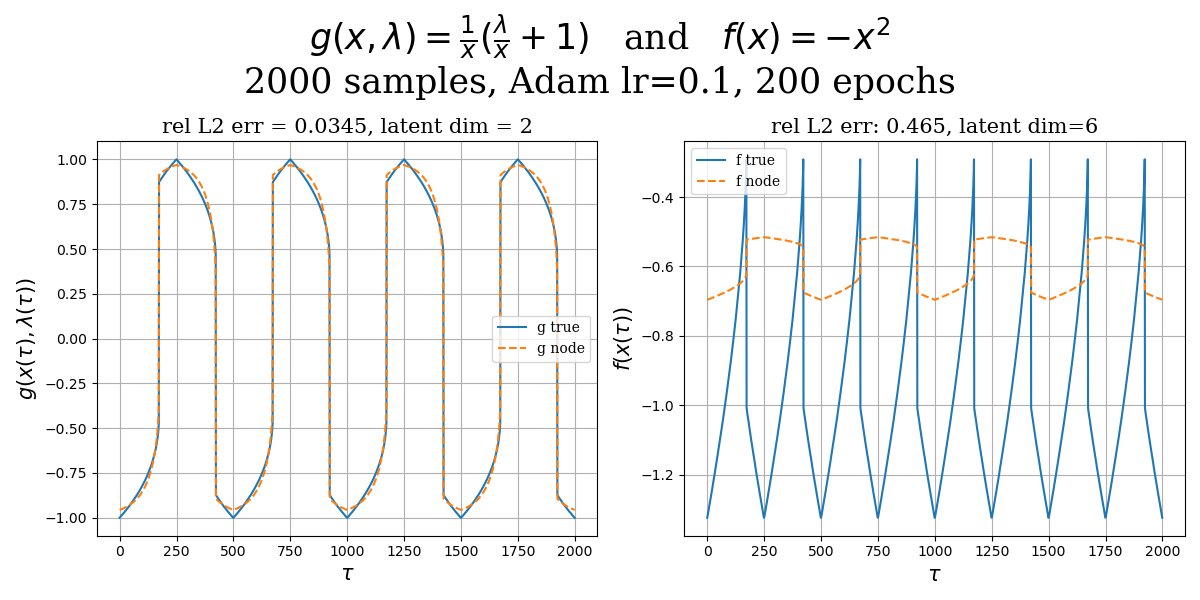 g(x, λ) = 1/x(λ/x + 1) and f(x) = −x²
2000 samples, Adam lr=0.1, 200 epochs
rel L2 err = 0.0345, latent dim = 2
1.00
0.75
0.50
0.25
0.00
−0.25
−0.50
−0.75
−1.00
g(x(τ), λ(τ))
g true
g node
0 250 500 750 1000 1250 1500 1750 2000
τ
rel L2 err: 0.465, latent dim=6
f true
f node
−0.4
−0.6
−0.8
−1.0
−1.2
f(x(τ))
0 250 500 750 1000 1250 1500 1750 2000
τ